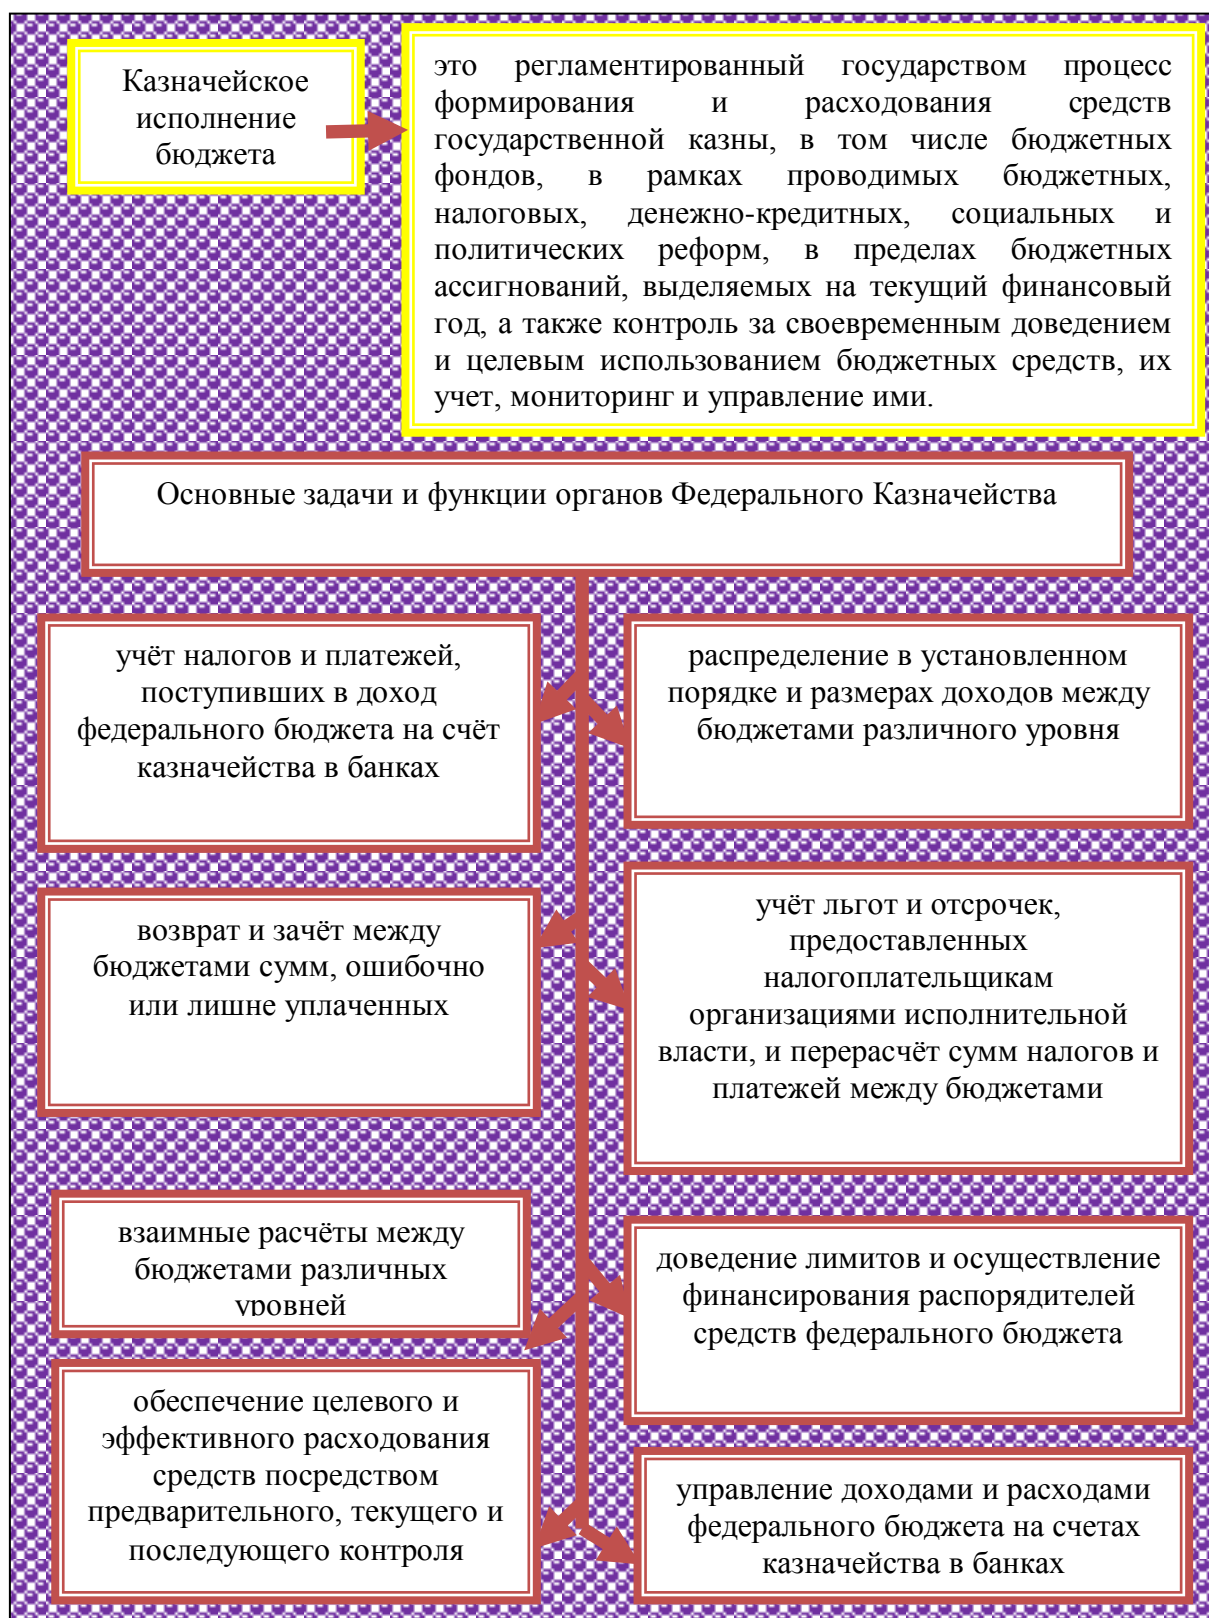 Казначейское
исполнение
бюджета
это регламентированный государством процесс
формирования и расходования средств
государственной казны, в том числе бюджетных
фондов, в рамках проводимых бюджетных,
налоговых, денежно-кредитных, социальных и
политических реформ, в пределах бюджетных
ассигнований, выделяемых на текущий финансовый
год, а также контроль за своевременным доведением
и целевым использованием бюджетных средств, их
учет, мониторинг и управление ими.
Основные задачи и функции органов Федерального Казначейства
учёт налогов и платежей,
поступивших в доход
федерального бюджета на счёт
казначейства в банках
распределение в установленном
порядке и размерах доходов между
бюджетами различного уровня
возврат и зачёт между
бюджетами сумм, ошибочно
или лишне уплаченных
учёт льгот и отсрочек,
предоставленных
налогоплательщикам
организациями исполнительной
власти, и перерасчёт сумм налогов и
платежей между бюджетами
взаимные расчёты между
бюджетами различных
уровней
доведение лимитов и осуществление
финансирования распорядителей
средств федерального бюджета
обеспечение целевого и
эффективного расходования
средств посредством
предварительного, текущего и
последующего контроля
управление доходами и расходами
федерального бюджета на счетах
казначейства в банках